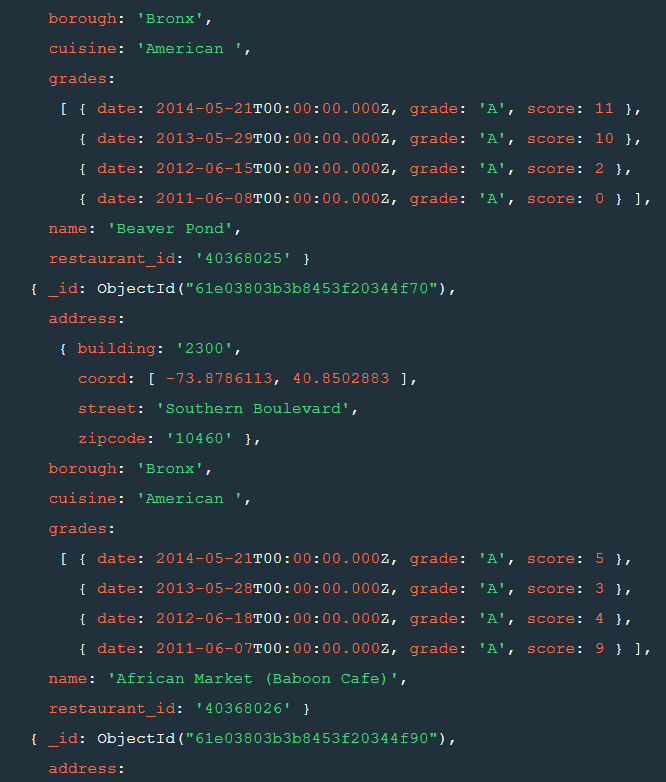 borough: 'Bronx',
cuisine: 'American ',
grades:
[ { date: 2014-05-21T00:00:00.000Z, grade: 'A', score: 11 },
{ date: 2013-05-29T00:00:00.000Z, grade: 'A', score: 10 },
{ date: 2012-06-15T00:00:00.000Z, grade: 'A', score: 2 },
{ date: 2011-06-08T00:00:00.000Z, grade: 'A', score: 0 } ],
name: 'Beaver Pond',
restaurant_id: '40368025' }
{ _id: ObjectId("61e03803b3b8453f20344f70"),
address:
{ building: '2300',
coord: [ -73.8786113, 40.8502883 ],
street: 'Southern Boulevard',
zipcode: '10460' },
borough: 'Bronx',
cuisine: 'American ',
grades:
[ { date: 2014-05-21T00:00:00.000Z, grade: 'A', score: 5 },
{ date: 2013-05-28T00:00:00.000Z, grade: 'A', score: 3 },
{ date: 2012-06-18T00:00:00.000Z, grade: 'A', score: 4 },
{ date: 2011-06-07T00:00:00.000Z, grade: 'A', score: 9 } ],
name: 'African Market (Baboon Cafe)',
restaurant_id: '40368026' }
{ _id: ObjectId("61e03803b3b8453f20344f90"),
address: